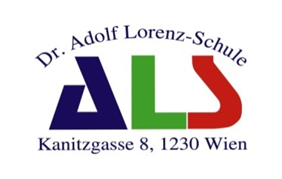 Dr. Adolf Lorenz-Schule
ALS
Kanitzgasse 8, 1230 Wien